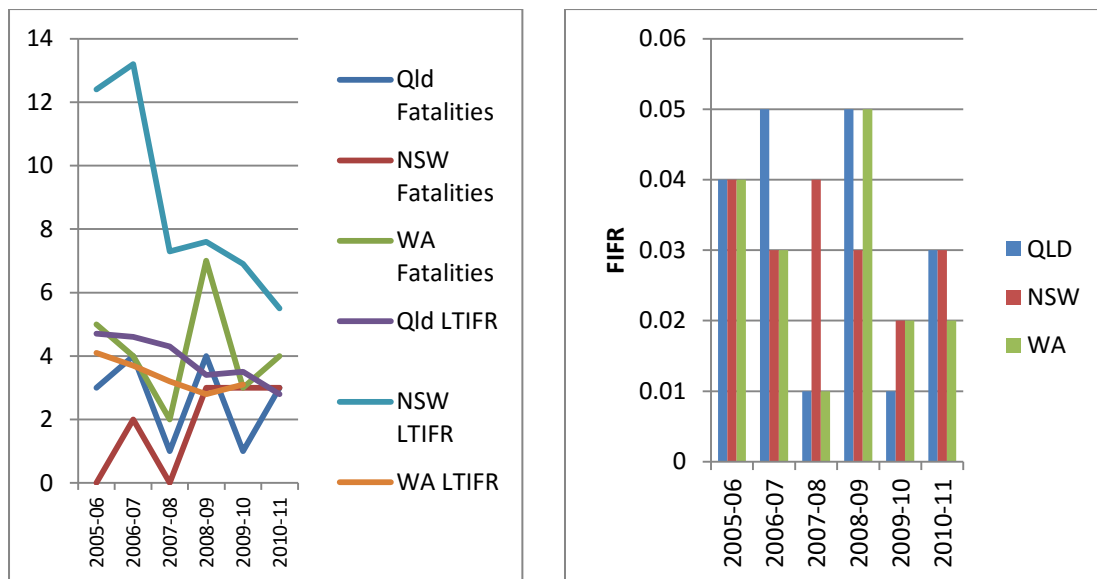 14
12
10
8
6
4
2
0
2005-06
2006-07
2007-08
2008-09
2009-10
2010-11
Qld
Fatalities
NSW
Fatalities
WA
Fatalities
Qld LTIFR
NSW
LTIFR
WA LTIFR
0.06
0.05
0.04
0.03
0.02
0.01
0
FIFR
2005-06
2006-07
2007-08
2008-09
2009-10
2010-11
QLD
NSW
WA